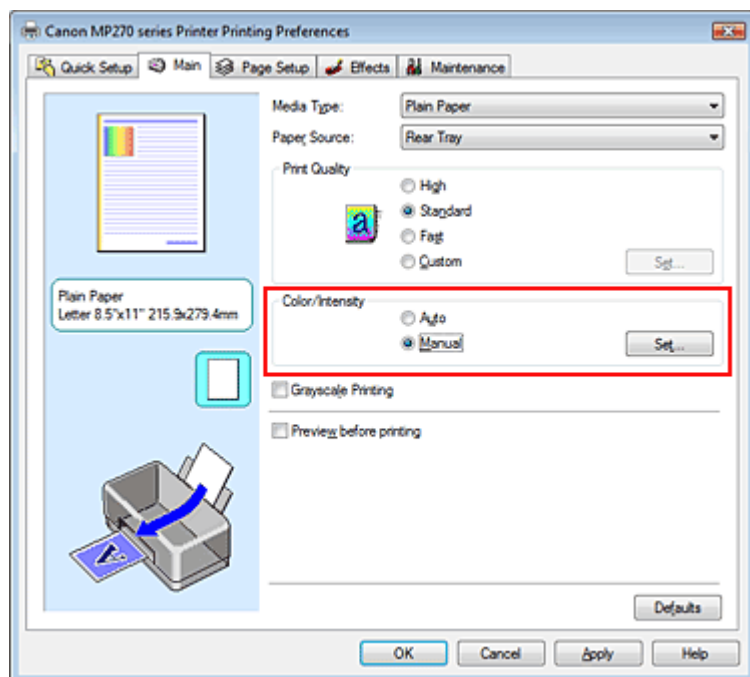 Canon MP270 series Printer Printing Preferences
Quick Setup Main Page Setup Effects Maintenance
Media Type: Plain Paper
Paper Source: Rear Tray
Print Quality
High
a Standard
Fast
Custom Set...
Plain Paper
Letter 8.5"x11" 215.9x279.4mm
Color/Intensity
Auto
Manual Set...
Grayscale Printing
Preview before printing
V
Defaults
OK Cancel Apply Help